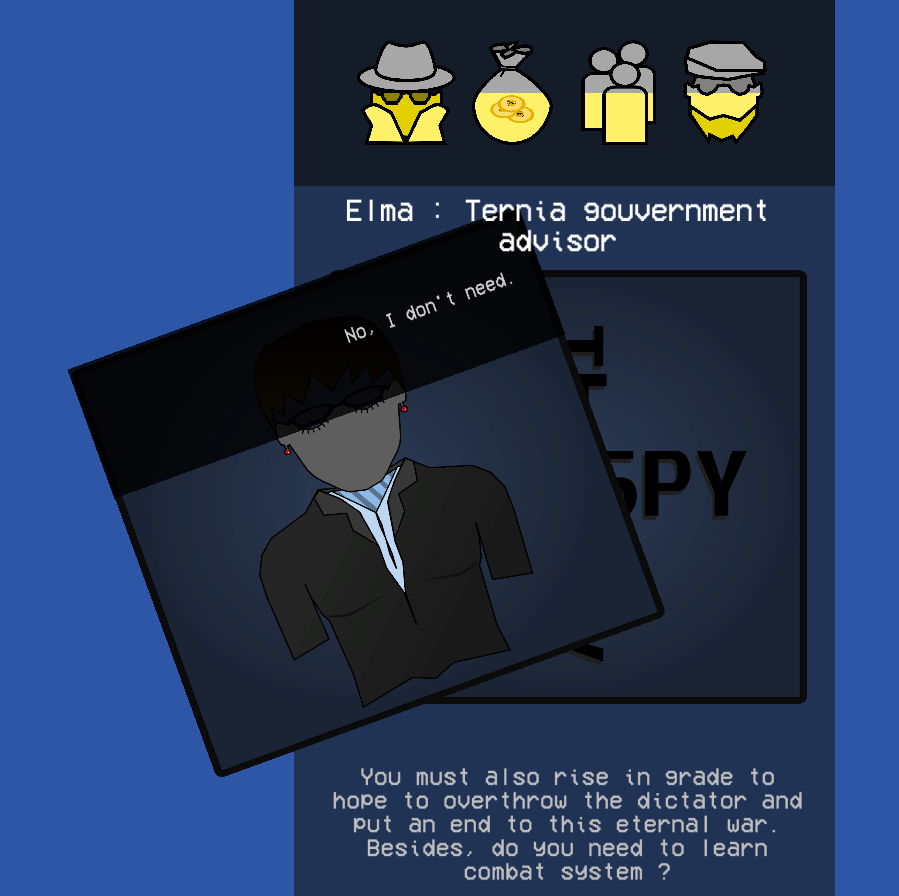 Elma : Ternia gouvernment
advisor
No, I don't need.
SPY
You must also rise in grade to
hope to overthrow the dictator and
put an end to this eternal war.
Besides, do you need to learn
combat system ?